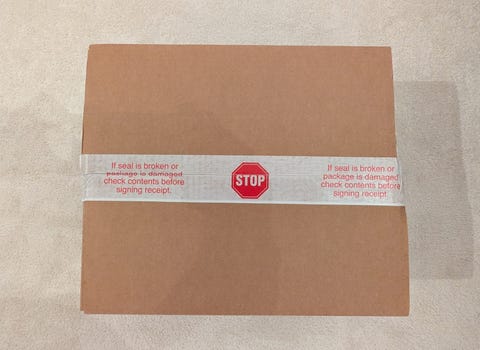 If seal is broken or
package is damaged
check contents before
signing receipt.
STOP
If seal is broken or
package is damaged
check contents before
signing receipt.